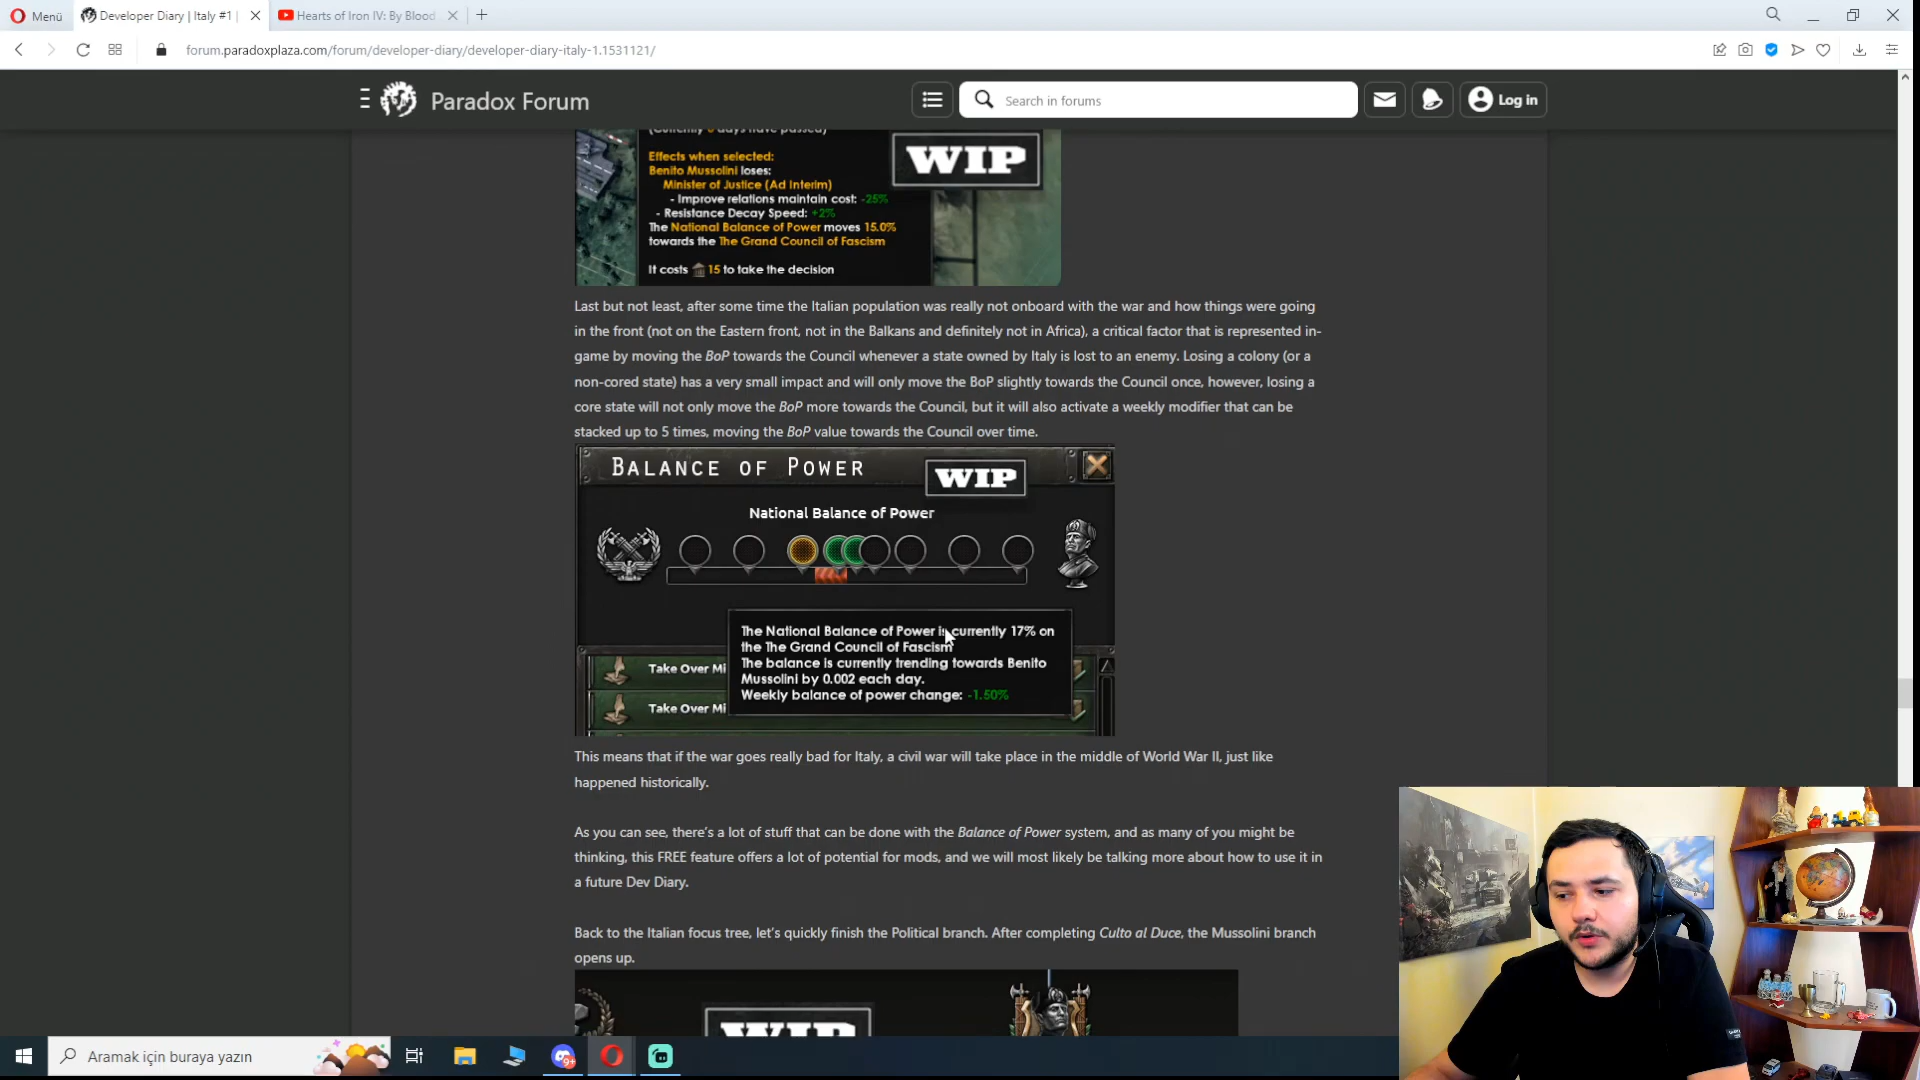 Menü
Developer Diary | Italy #1 |
Hearts of Iron IV: By Blood
forum.paradoxplaza.com/forum/developer-diary/developer-diary-italy-1.1531121/
Paradox Forum
Search in forums
Log in
days have passed)
WIP
Effects when selected:
Benito Mussolini loses:
Minister of Justice (Ad Interim)
- Improve relations maintain cost: -25%
- Resistance Decay Speed: +2%
The National Balance of Power moves 15.0%
towards the The Grand Council of Fascism
It costs 15 to take the decision
Last but not least, after some time the Italian population was really not onboard with the war and how things were going
in the front (not on the Eastern front, not in the Balkans and definitely not in Africa), a critical factor that is represented in-
game by moving the BoP towards the Council whenever a state owned by Italy is lost to an enemy. Losing a colony (or a
non-cored state) has a very small impact and will only move the BoP slightly towards the Council once, however, losing a
core state will not only move the BoP more towards the Council, but it will also activate a weekly modifier that can be
stacked up to 5 times, moving the BoP value towards the Council over time.
BALANCE OF POWER
WIP
National Balance of Power
The National Balance of Power is currently 17% on
the The Grand Council of Fascism
The balance is currently trending towards Benito
Mussolini by 0.002 each day.
Weekly balance of power change: -1.50%
Take Over Mi
Take Over Mi
This means that if the war goes really bad for Italy, a civil war will take place in the middle of World War II, just like
happened historically.
As you can see, there's a lot of stuff that can be done with the Balance of Power system, and as many of you might be
thinking, this FREE feature offers a lot of potential for mods, and we will most likely be talking more about how to use it in
a future Dev Diary.
Back to the Italian focus tree, let's quickly finish the Political branch. After completing Culto al Duce, the Mussolini branch
opens up.
WIP
Aramak için buraya yazın
9+